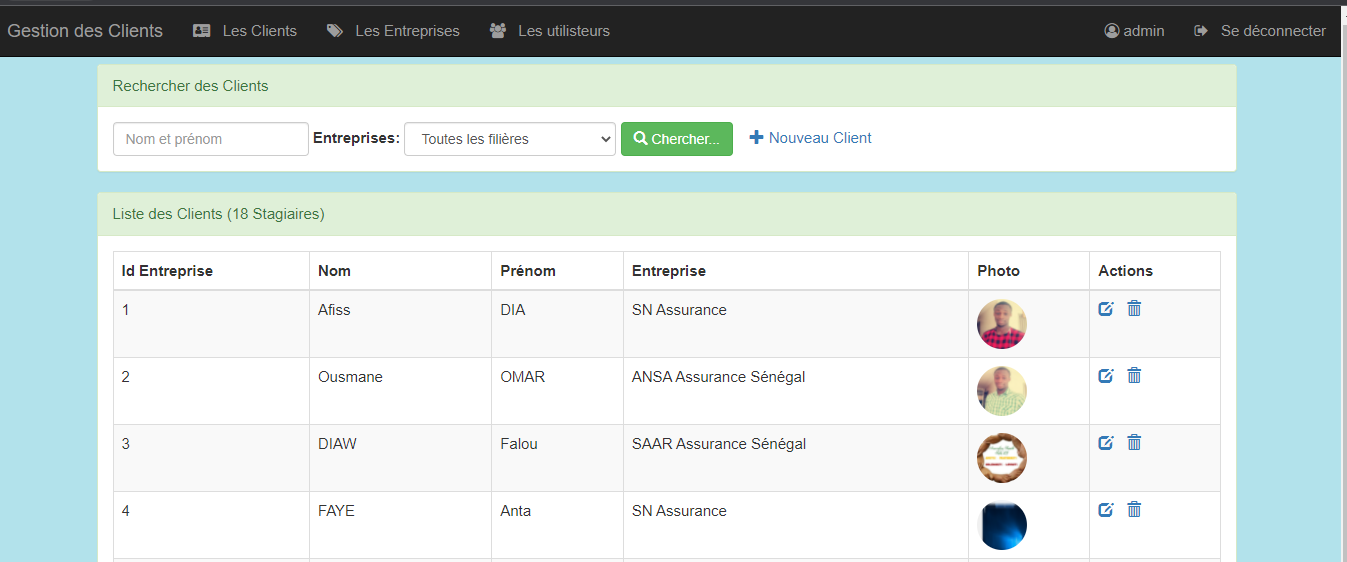 Gestion des Clients Les Clients Les Entreprises Les utilisteurs admin Se déconnecter
Rechercher des Clients
Nom et prénom Entreprises: Toutes les filières Chercher... Nouveau Client
Liste des Clients (18 Stagiaires)
Id Entreprise Nom Prénom Entreprise Photo Actions
1 Afiss DIA SN Assurance
2 Ousmane OMAR ANSA Assurance Sénégal
3 DIAW Falou SAAR Assurance Sénégal
4 FAYE Anta SN Assurance